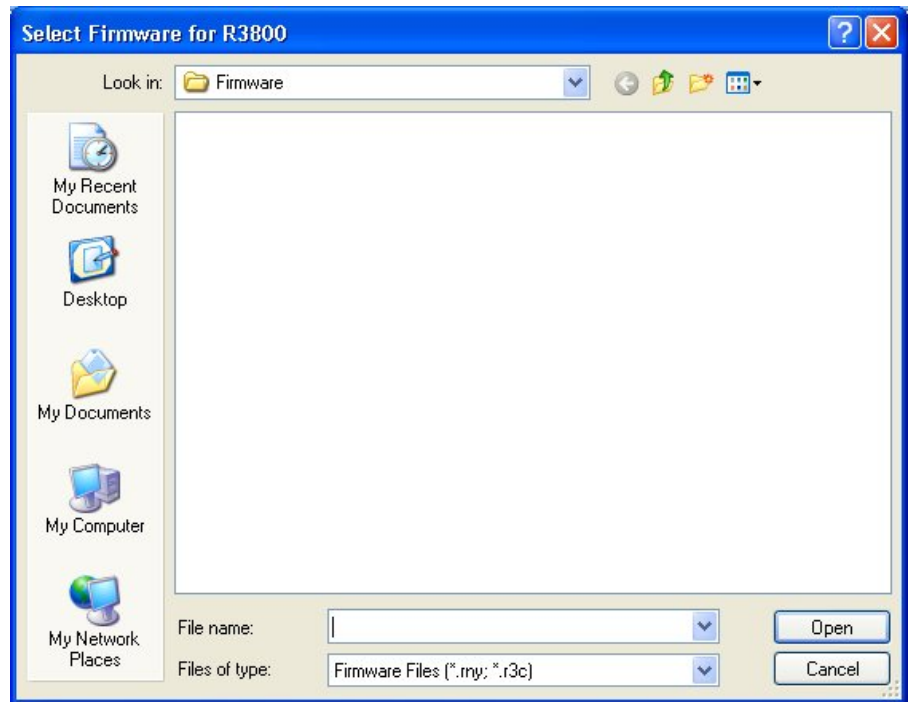 Select Firmware for R3800
Look in:
Firmware
My Recent
Documents
Desktop
My Documents
My Computer
My Network
Places
File name:
Open
Files of type:
Firmware Files (*.rny; *.r3c)
Cancel